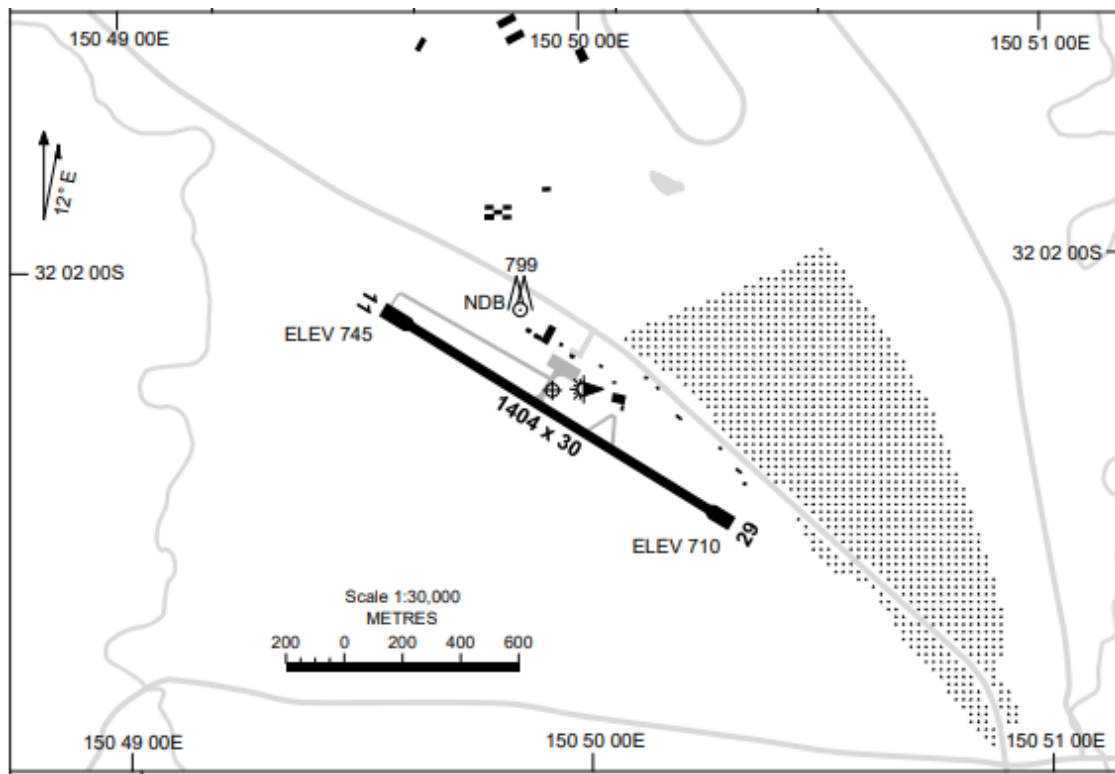 150 49 00E
150 50 00E
150 51 00E
12° E
32 02 00S
32 02 00S
799
NDB
11
ELEV 745
1404 x 30
29
ELEV 710
Scale 1:30,000
METRES
200 0 200 400 600
150 49 00E
150 50 00E
150 51 00E